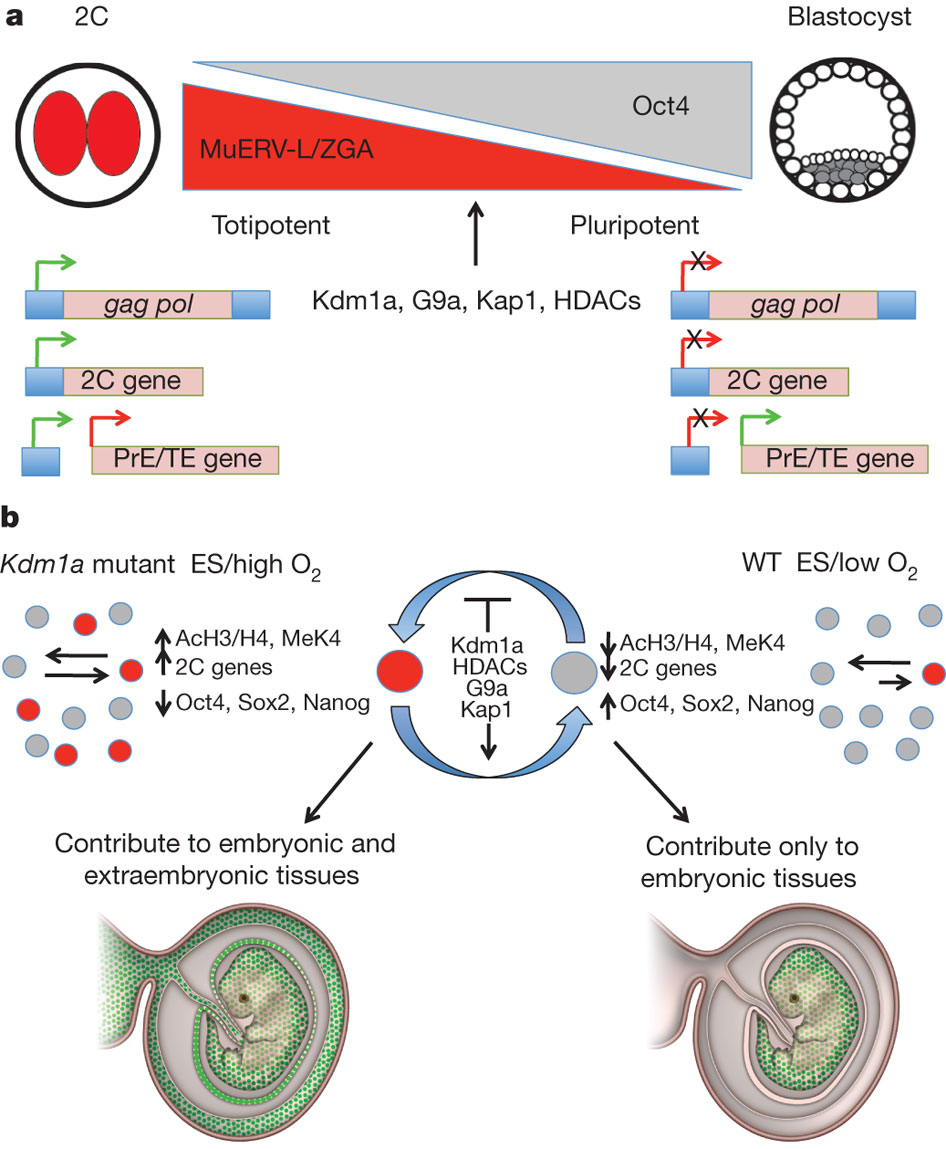 a
2C
Blastocyst
Oct4
MuERV-L/ZGA
Totipotent
Pluripotent
Kdm1a, G9a, Kap1, HDACs
gag pol
2C gene
PrE/TE gene
X
gag pol
X
2C gene
X
PrE/TE gene
b
Kdm1a mutant ES/high O2
WT ES/low O2
AcH3/H4, MeK4
2C genes
Oct4, Sox2, Nanog
Kdm1a
HDACs
G9a
Kap1
AcH3/H4, MeK4
2C genes
Oct4, Sox2, Nanog
Contribute to embryonic and
extraembryonic tissues
Contribute only to
embryonic tissues